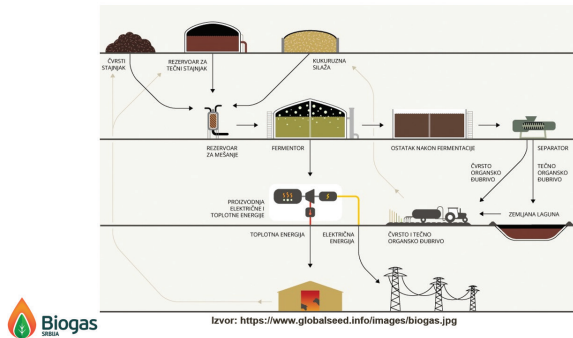 ČVRSTI
STAJNJAK
REZERVOAR ZA
TEČNI STAJNJAK
KUKURUZNA
SILAŽA
REZERVOAR
ZA MEŠANJE
FERMENTOR
OSTATAK NAKON FERMENTACIJE
SEPARATOR
ČVRSTO
ORGANSKO
ĐUBRIVO
TEČNO
ORGANSKO
ĐUBRIVO
PROIZVODNJA
ELEKTRIČNE I
TOPLOTNE ENERGIJE
ZEMLJANA LAGUNA
TOPLOTNA ENERGIJA
ELEKTRIČNA
ENERGIJA
ČVRSTO I TEČNO
ORGANSKO ĐUBRIVO
Biogas
SRBIJA
Izvor: https://www.globalseed.info/images/biogas.jpg